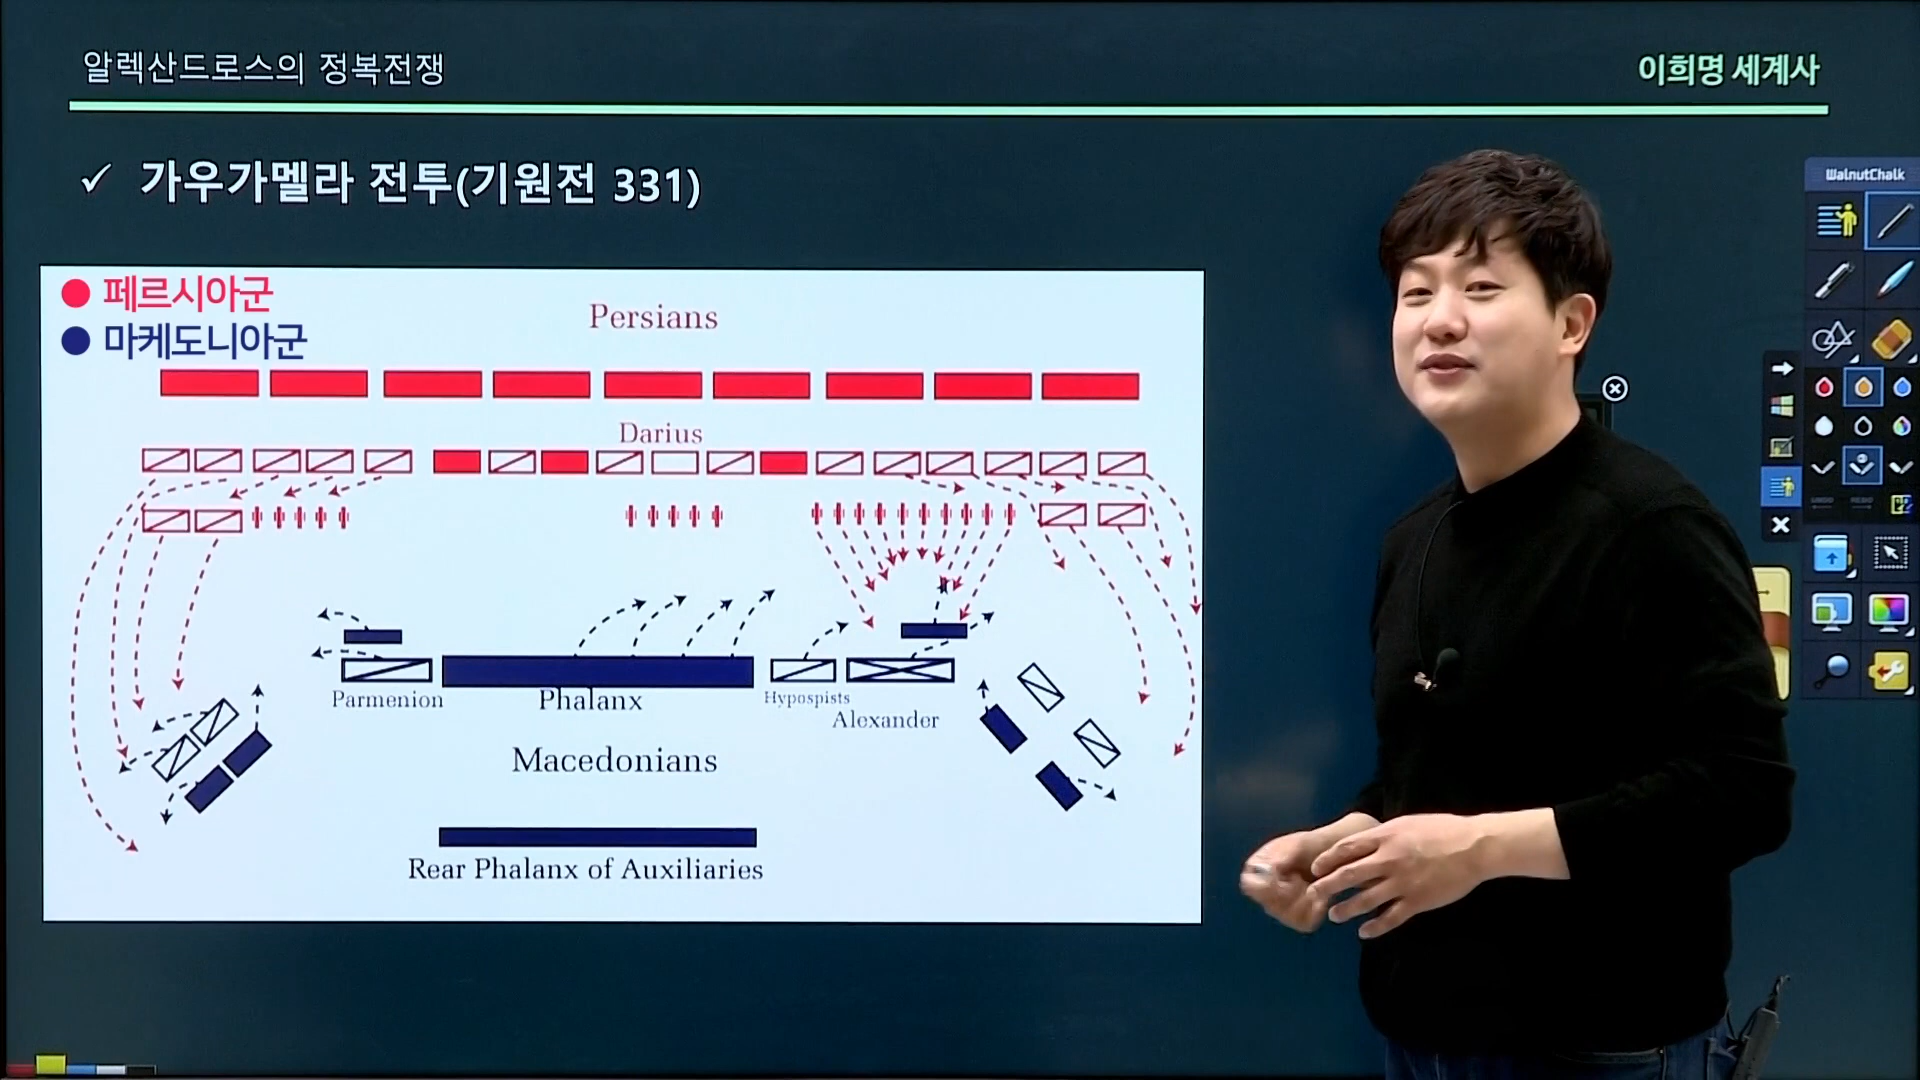 알렉산드로스의 정복전쟁
이희명 세계사
✓ 가우가멜라 전투(기원전 331)
WalnutChalk
페르시아군
마케도니아군
Persians
Darius
Parmenion
Phalanx
Hypospists
Alexander
Macedonians
Rear Phalanx of Auxiliaries